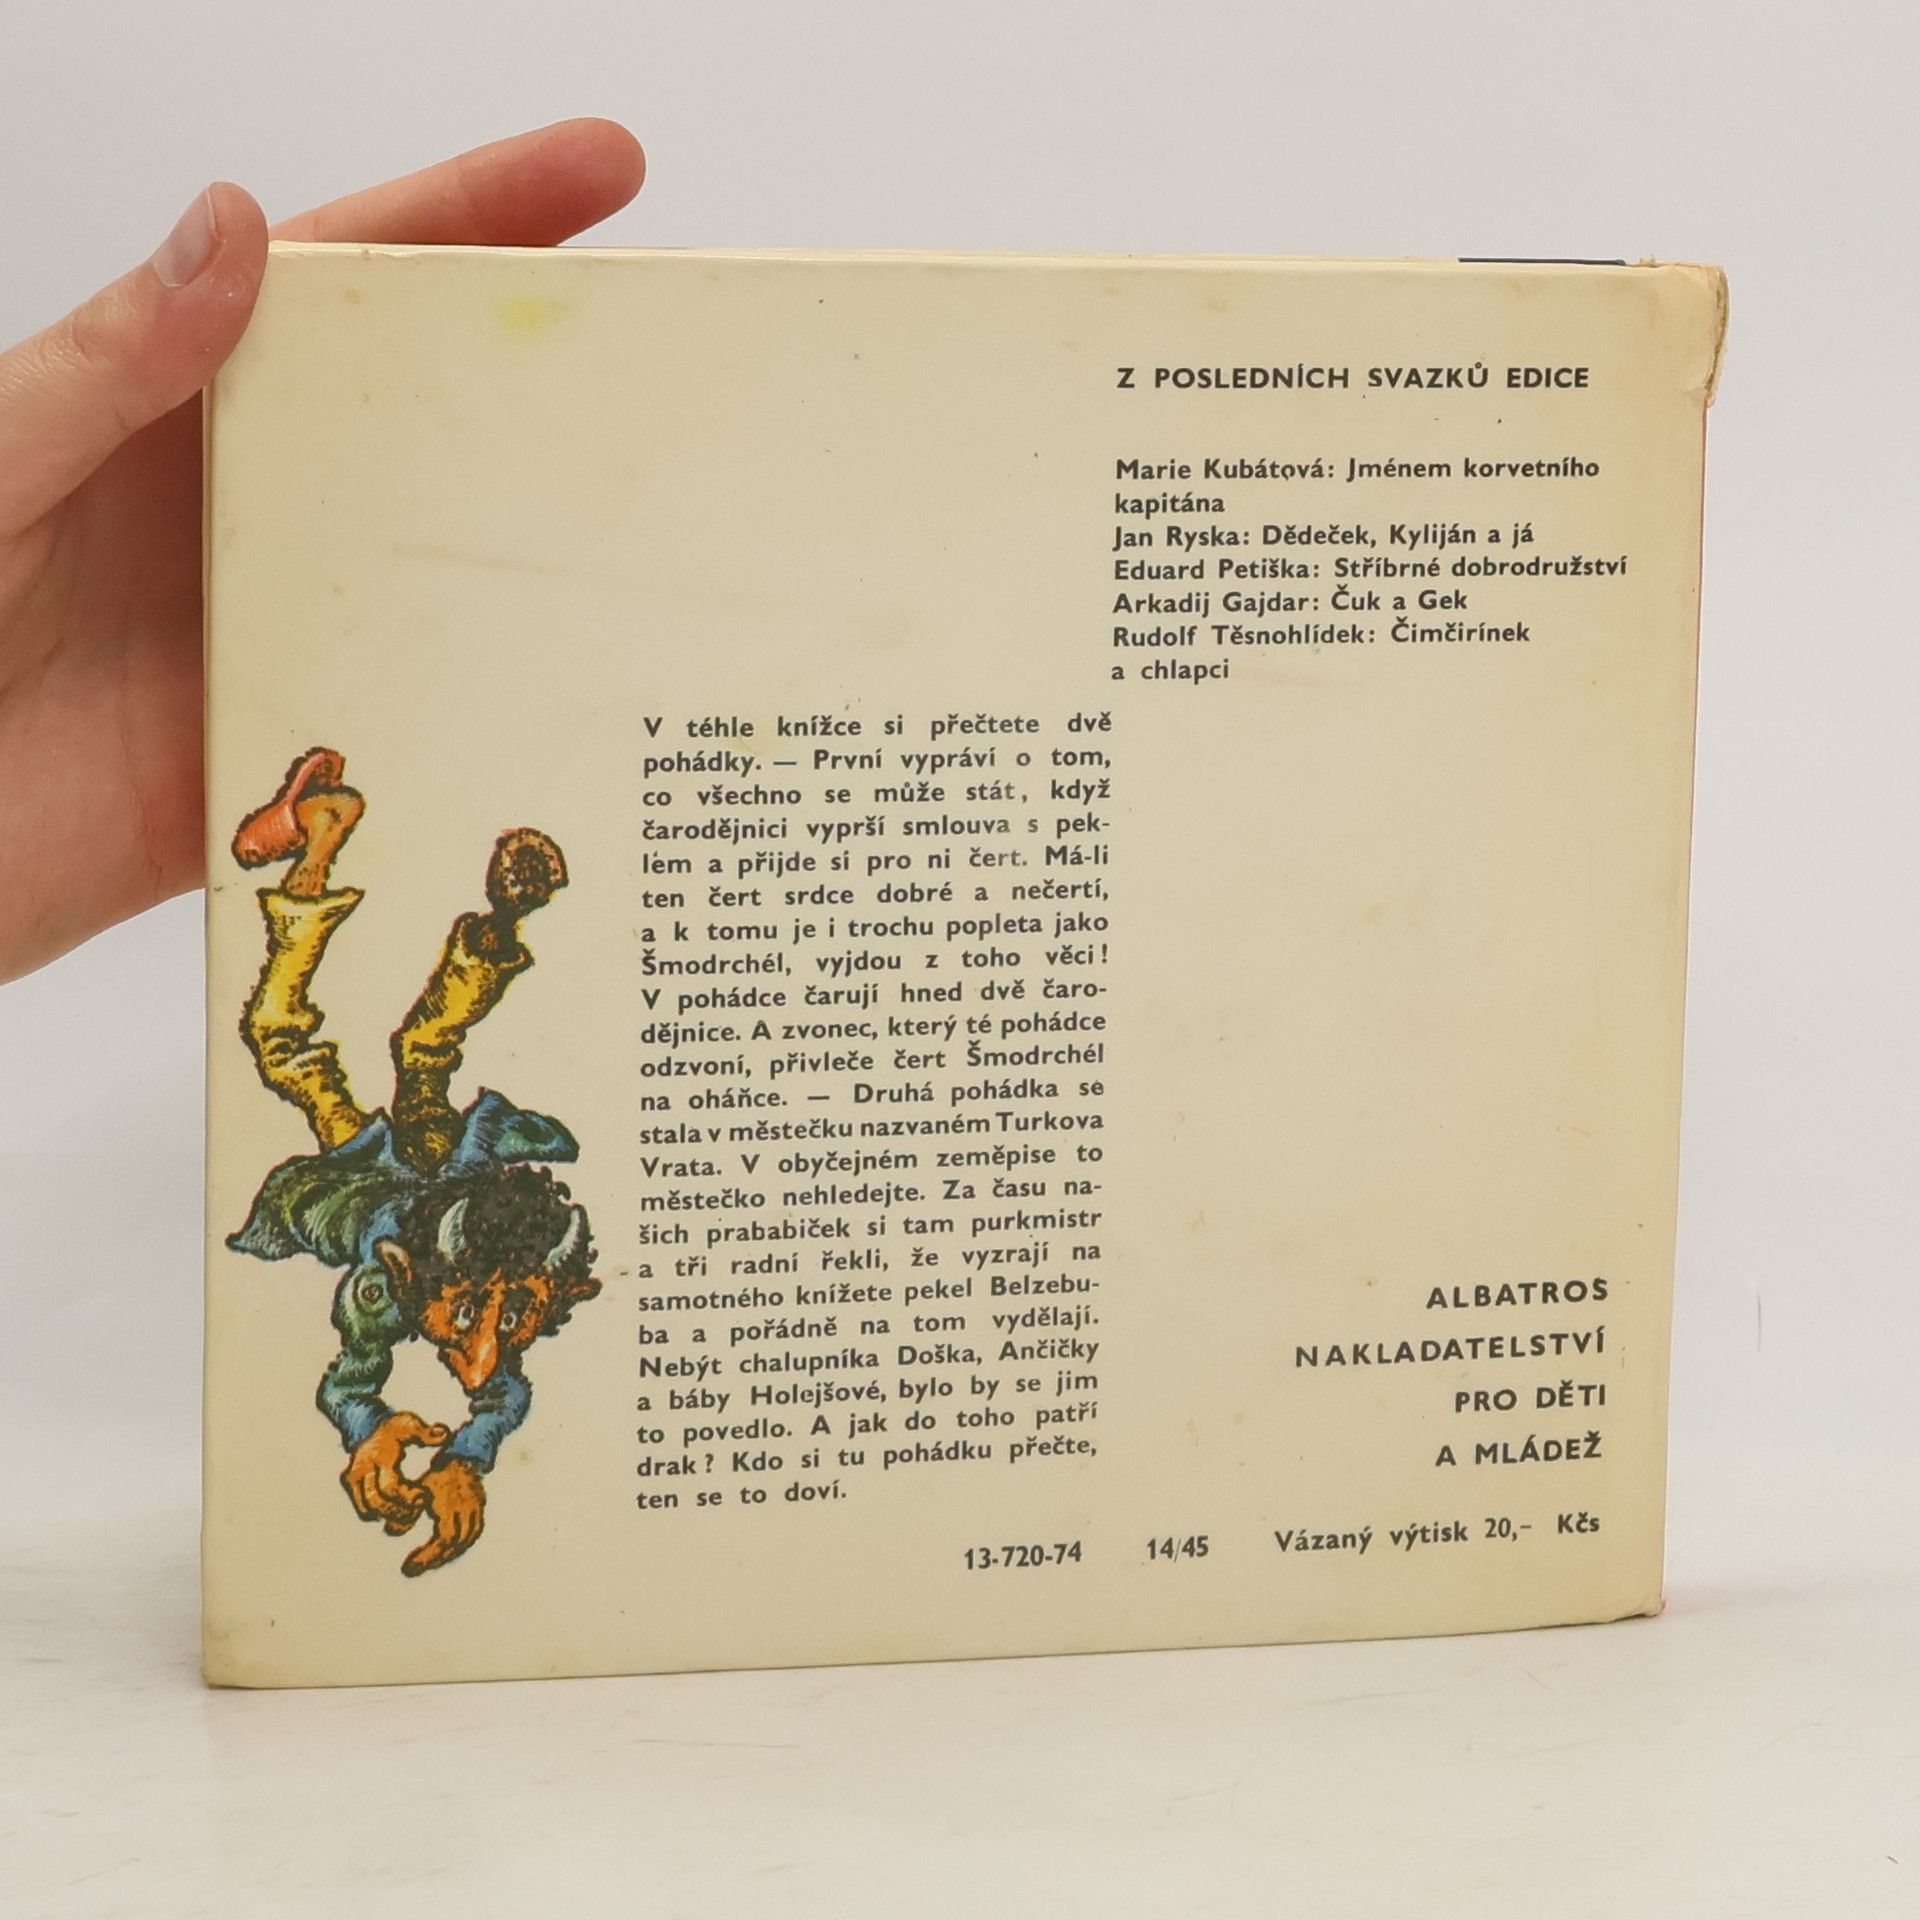 Z POSLEDNÍCH SVAZKŮ EDICE
Marie Kubátová: Jménem korvetního
kapitána
Jan Ryska: Dědeček, Kyliján a já
Eduard Petiška: Stříbrné dobrodružství
Arkadij Gajdar: Čuk a Gek
Rudolf Těsnohlídek: Čimčirínek
a chlapci
V téhle knížce si přečtete dvě
pohádky. — První vypráví o tom,
co všechno se může stát, když
čarodějnici vyprší smlouva s pek-
lem a přijde si pro ni čert. Má-li
ten čert srdce dobré a nečertí,
a k tomu je i trochu popleta jako
Šmodrchél, vyjdou z toho věci!
V pohádce čarují hned dvě čaro-
dějnice. A zvonec, který té pohádce
odzvoní, přivleče čert Šmodrchél
na oháňce. — Druhá pohádka se
stala v městečku nazvaném Turkova
Vrata. V obyčejném zeměpise to
městečko nehledejte. Za času na-
šich prababiček si tam purkmistr
a tři radní řekli, že vyzrají na
samotného knížete pekel Belzebu-
ba a pořádně na tom vydělají.
Nebýt chalupníka Doška, Ančičky
a báby Holejšové, bylo by se jim
to povedlo. A jak do toho patří
drak? Kdo si tu pohádku přečte,
ten se to doví.
ALBATROS
NAKLADATELSTVÍ
PRO DĚTI
A MLÁDEŽ
13-720-74 14/45 Vázaný výtisk 20,- Kčs